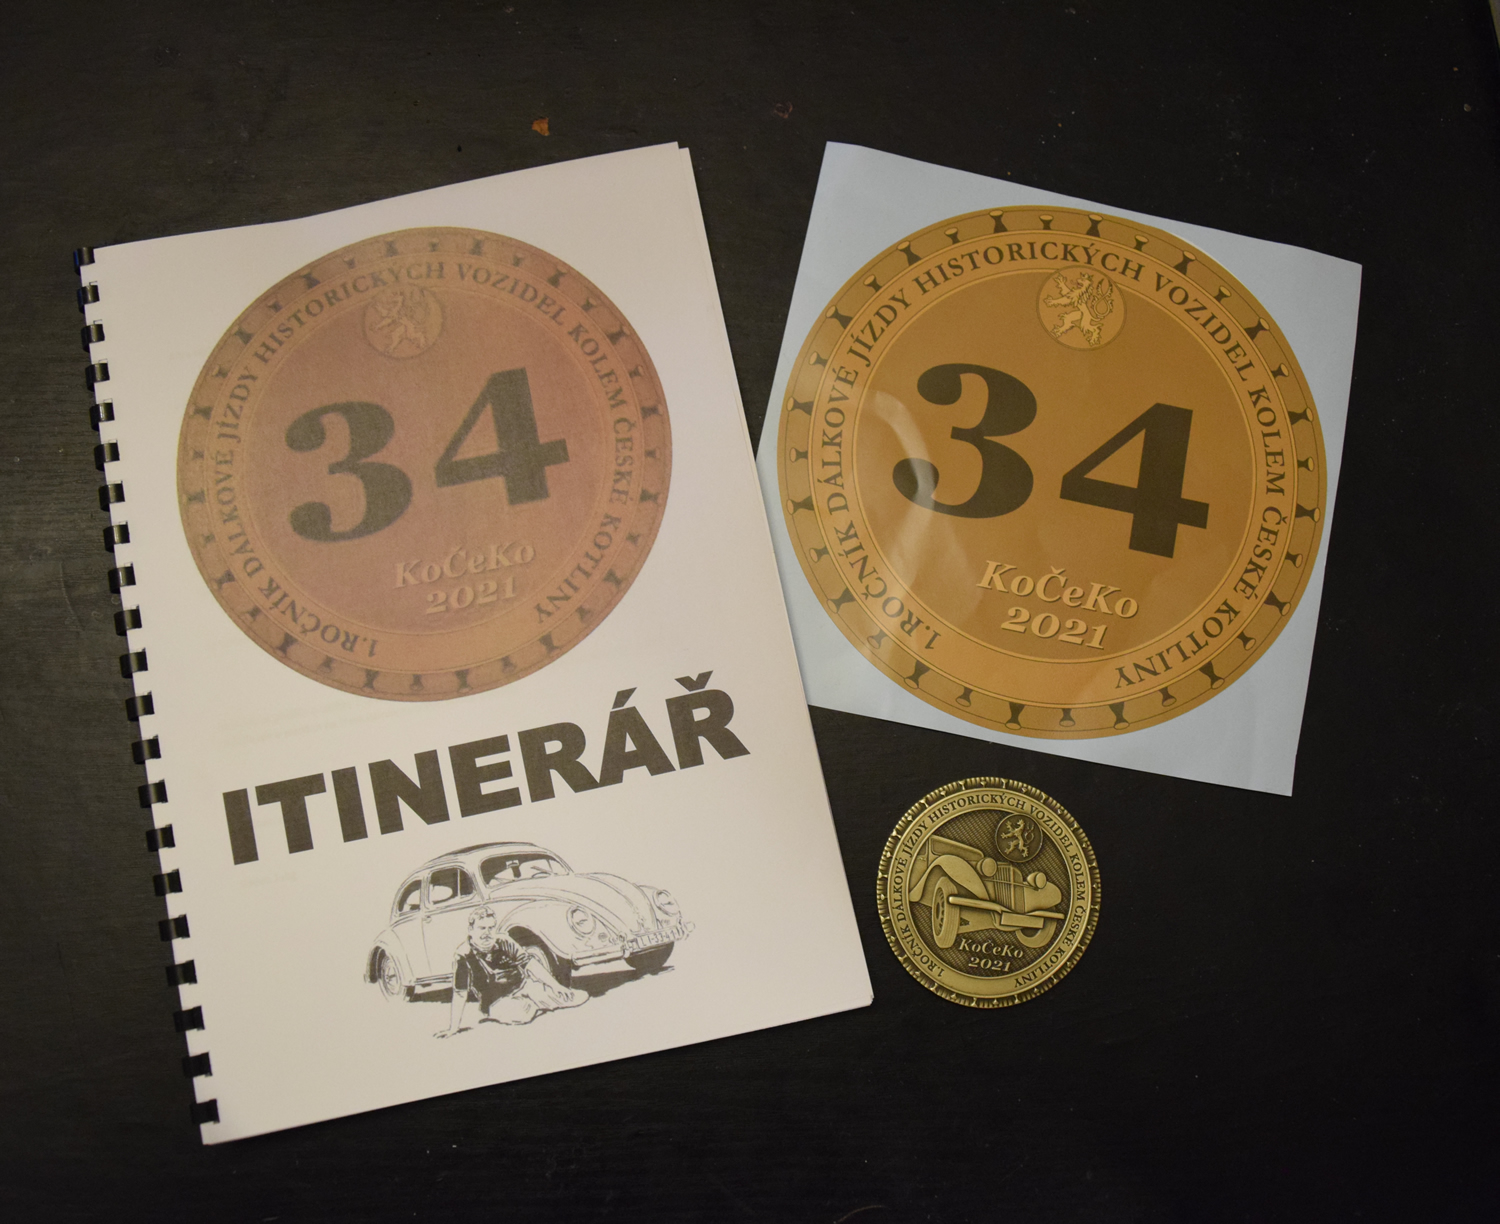 1. ROČNÍK DÁLKOVÉ JÍZDY HISTORICKÝCH VOZIDEL KOLEM ČESKÉ KOTLINY
34
KoČeKo
2021
ITINERÁŘ
1.ROČNÍK DÁLKOVÉ JÍZDY HISTORICKÝCH VOZIDEL KOLEM ČESKÉ KOTLINY
34
KoČeKo
2021
1.ROČNÍK DÁLKOVÉ JÍZDY HISTORICKÝCH VOZIDEL KOLEM ČESKÉ KOTLINY
KoČeKo
2021